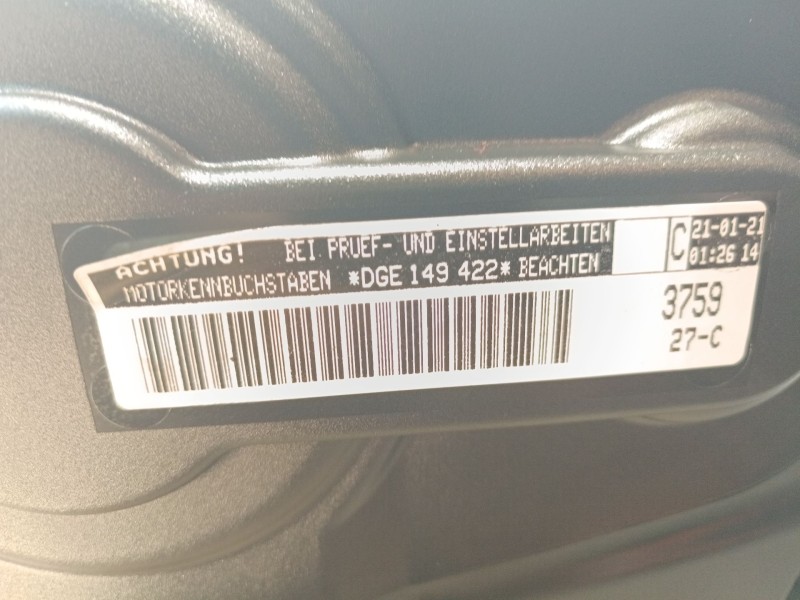 ACHTUNG! BEI PRUEF- UND EINSTELLARBEITEN
MOTORKENNBUCHSTABEN *DGE 149 422* BEACHTEN
C
21-01-21
01:26 14
3759
27-C